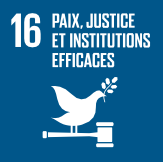 16 PAIX, JUSTICE
ET INSTITUTIONS
EFFICACES